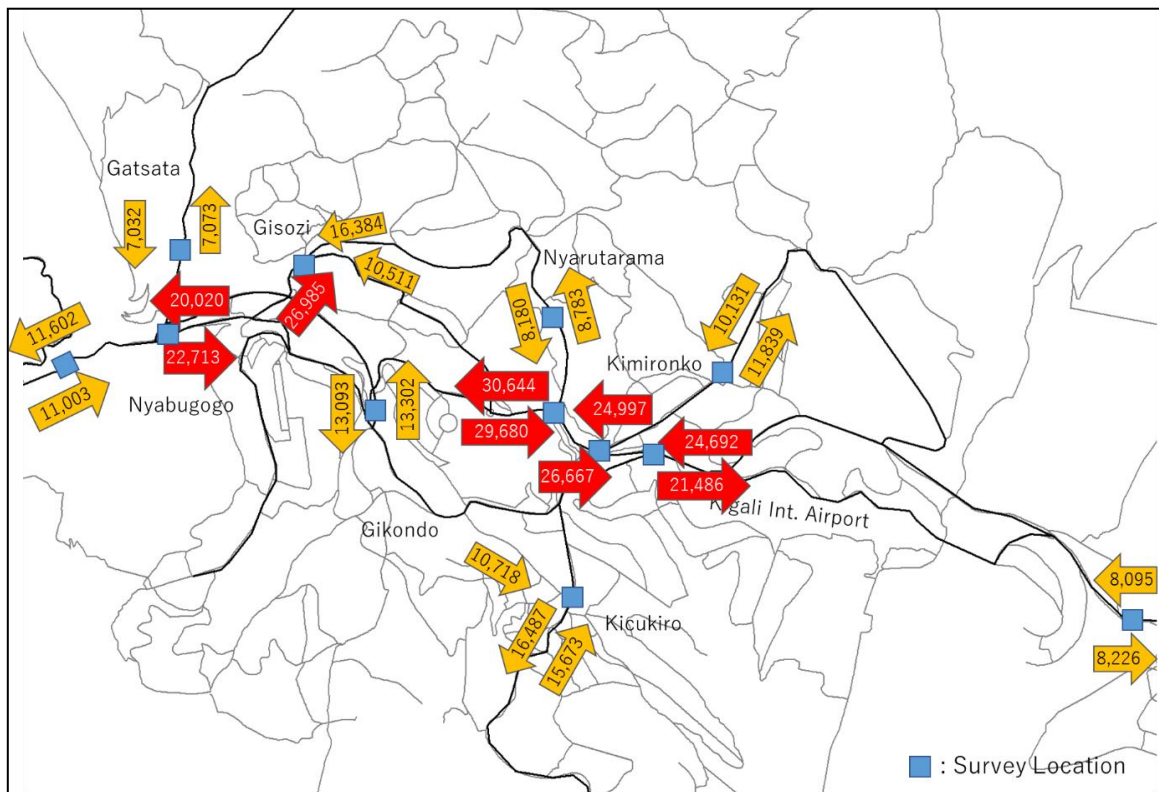 Gatsata
7,032
7,073
Gisozi
16,384
10,511
26,985
20,020
22,713
11,602
11,003
Nyabugogo
13,093
13,302
Nyarutarama
8,180
8,783
Kimironko
10,131
11,839
30,644
29,680
24,997
26,667
24,692
21,486
Kigali Int. Airport
Gikondo
10,718
16,487
15,673
Kicukiro
8,095
8,226
: Survey Location